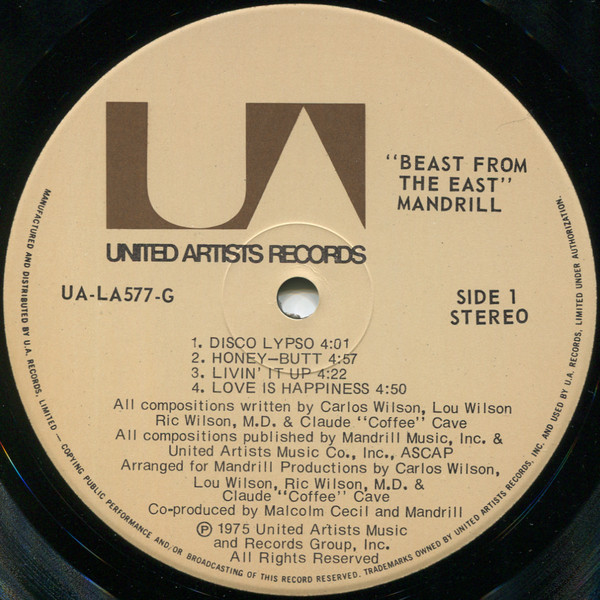 UA
UNITED ARTISTS RECORDS
"BEAST FROM
THE EAST"
MANDRILL
UA-LA577-G
SIDE 1
STEREO
1. DISCO LYPSO 4:01
2. HONEY-BUTT 4:57
3. LIVIN' IT UP 4:22
4. LOVE IS HAPPINESS 4:50
All compositions written by Carlos Wilson, Lou Wilson
Ric Wilson, M.D. & Claude "Coffee" Cave
All compositions published by Mandrill Music, Inc. &
United Artists Music Co., Inc., ASCAP
Arranged for Mandrill Productions by Carlos Wilson,
Lou Wilson, Ric Wilson, M.D. &
Claude "Coffee" Cave
Co-produced by Malcolm Cecil and Mandrill
Ⓟ 1975 United Artists Music
and Records Group, Inc.
All Rights Reserved
MANUFACTURED AND DISTRIBUTED BY U.A. RECORDS, LIMITED — COPYING PUBLIC PERFORMANCE AND/OR BROADCASTING OF THIS RECORD RESERVED. TRADEMARKS OWNED BY UNITED ARTISTS RECORDS, INC. AND USED BY U.A. RECORDS, LIMITED UNDER AUTHORIZATION.